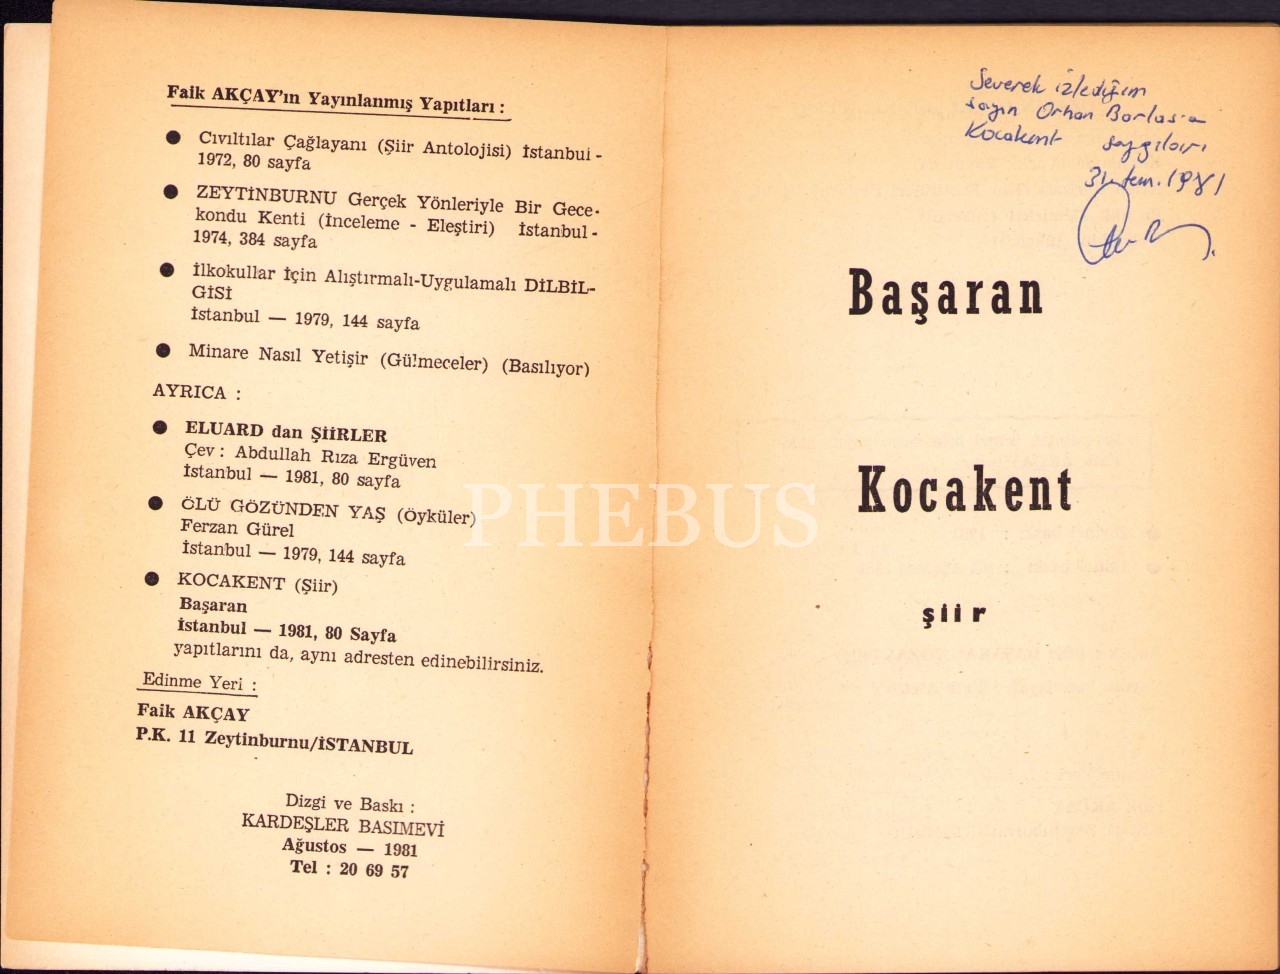 Faik AKÇAY'ın Yayınlanmış Yapıtları :
● Cıvıltılar Çağlayanı (Şiir Antolojisi) İstanbul -
1972, 80 sayfa
● ZEYTİNBURNU Gerçek Yönleriyle Bir Gece-
kondu Kenti (İnceleme - Eleştiri) İstanbul -
1974, 384 sayfa
● İlkokullar İçin Alıştırmalı-Uygulamalı DİLBİL-
GİSİ
İstanbul — 1979, 144 sayfa
● Minare Nasıl Yetişir (Gülmeceler) (Basılıyor)
AYRICA :
● ELUARD dan ŞİİRLER
Çev : Abdullah Rıza Ergüven
İstanbul — 1981, 80 sayfa
● ÖLÜ GÖZÜNDEN YAŞ (Öyküler)
Ferzan Gürel
İstanbul — 1979, 144 sayfa
● KOCAKENT (Şiir)
Başaran
İstanbul — 1981, 80 Sayfa
yapıtlarını da, aynı adresten edinebilirsiniz.
Edinme Yeri :
Faik AKÇAY
P.K. 11 Zeytinburnu/İSTANBUL
Dizgi ve Baskı :
KARDEŞLER BASIMEVİ
Ağustos — 1981
Tel : 20 69 57
PHEBUS
Severek izlediğim
sayın Orhan Barlas'a
Kocakent saygıları
31.tem.1981
Başaran
Kocakent
şiir